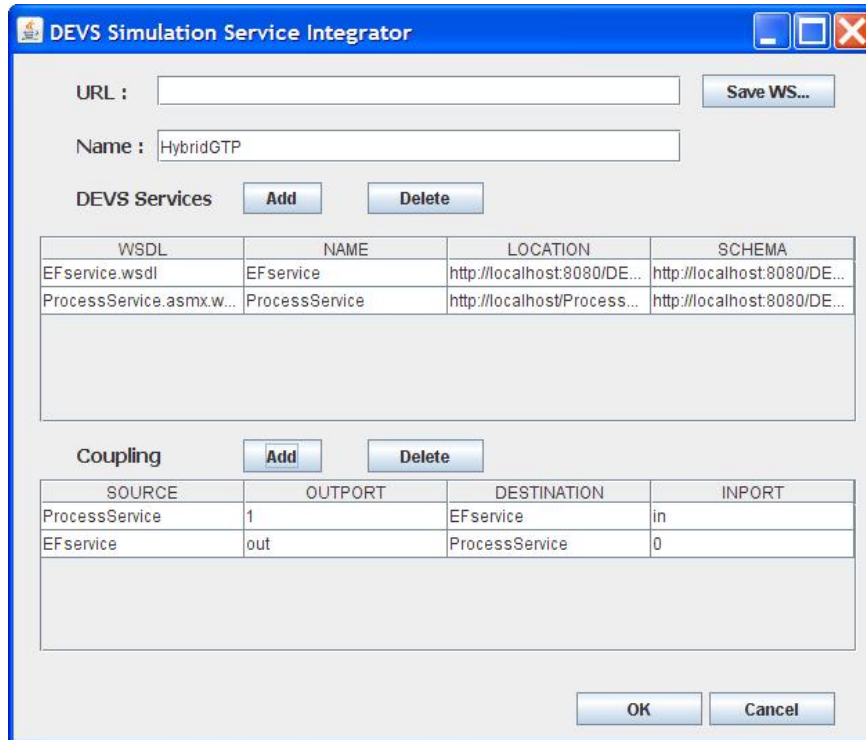 DEVS Simulation Service Integrator
URL :
Save WS...
Name : HybridGTP
DEVS Services Add Delete
WSDL NAME LOCATION SCHEMA
EFservice.wsdl EFservice http://localhost:8080/DE... http://localhost:8080/DE...
ProcessService.asmx.w... ProcessService http://localhost/Process... http://localhost:8080/DE...
Coupling Add Delete
SOURCE OUTPORT DESTINATION INPORT
ProcessService 1 EFservice in
EFservice out ProcessService 0
OK Cancel